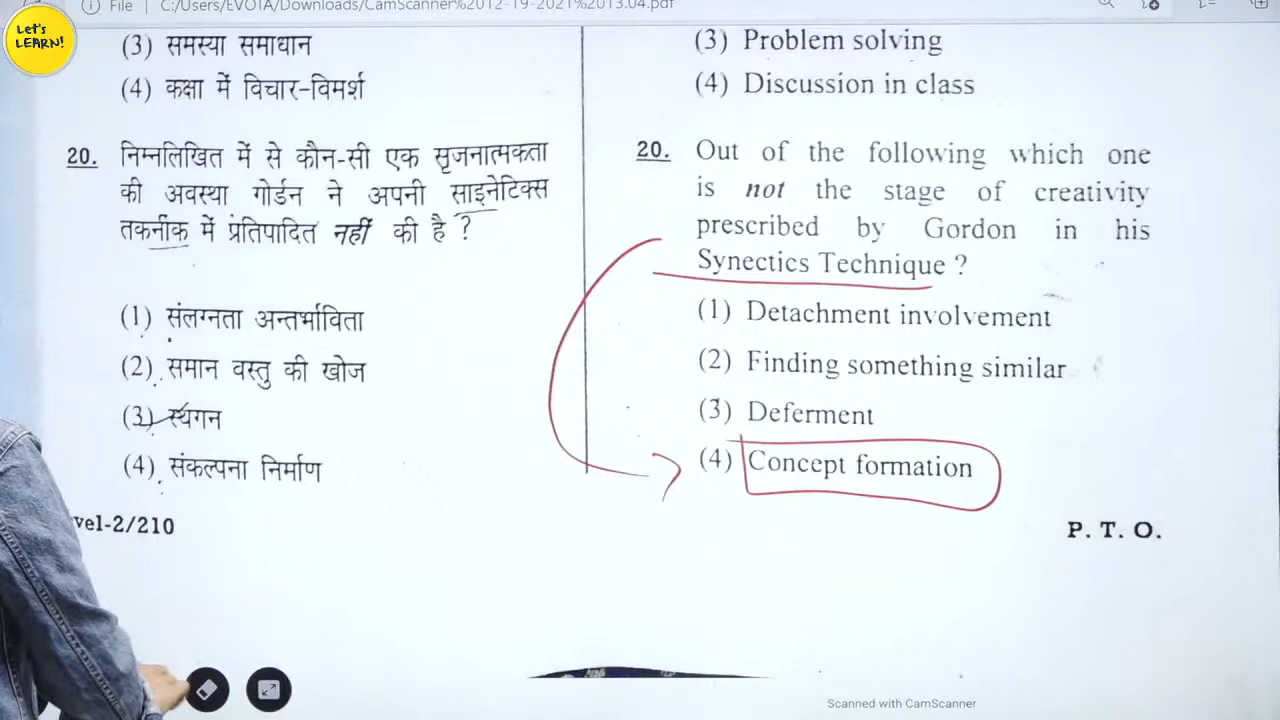 Let's
LEARN!
File
C:/Users/EVOTA/Downloads/CamScanner%2012-19-2021%2013.04.pdf
(3) समस्या समाधान
(4) कक्षा में विचार-विमर्श
20. निम्नलिखित में से कौन-सी एक सृजनात्मकता
की अवस्था गोर्डन ने अपनी साइनेटिक्स
तकनीक में प्रतिपादित नहीं की है ?
(1) संलग्नता अन्तर्भाविता
(2) समान वस्तु की खोज
(3) स्थगन
(4) संकल्पना निर्माण
vel-2/210
(3) Problem solving
(4) Discussion in class
20. Out of the following which one
is not the stage of creativity
prescribed by Gordon in his
Synectics Technique ?
(1) Detachment involvement
(2) Finding something similar
(3) Deferment
(4) Concept formation
P. T. O.
Scanned with CamScanner